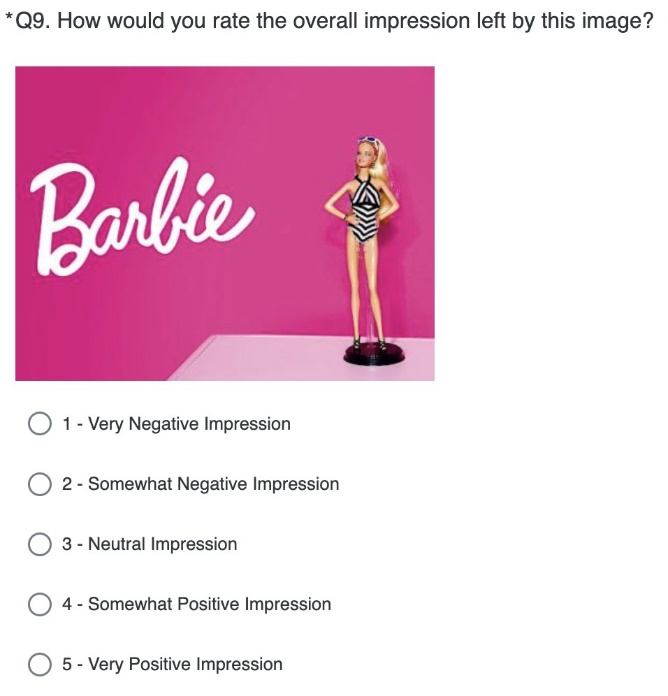 *Q9. How would you rate the overall impression left by this image?
Barbie
1 - Very Negative Impression
2 - Somewhat Negative Impression
3 - Neutral Impression
4 - Somewhat Positive Impression
5 - Very Positive Impression